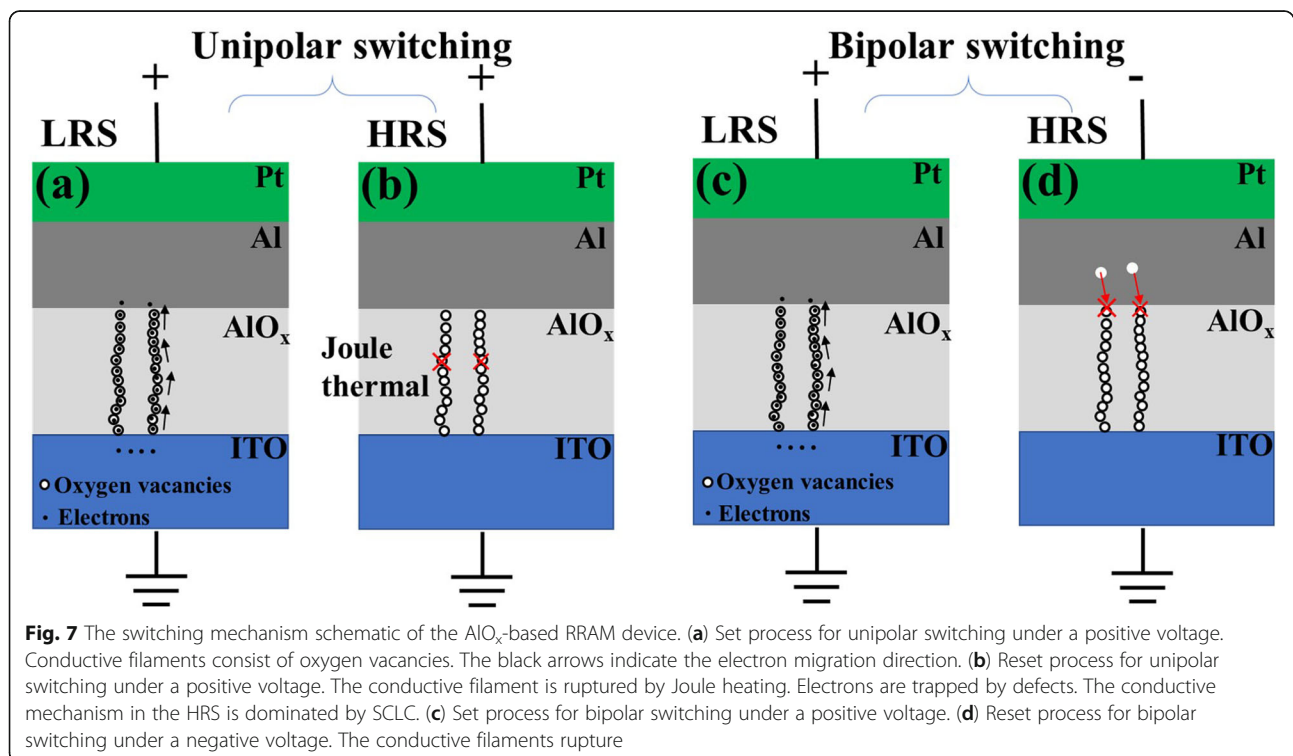 Unipolar switching
Bipolar switching
+
+
+
-
LRS
HRS
LRS
HRS
(a)
Pt
Al
AlOₓ
ITO
Oxygen vacancies
Electrons
(b)
Pt
Al
AlOₓ
Joule
thermal
ITO
(c)
Pt
Al
AlOₓ
ITO
Oxygen vacancies
Electrons
(d)
Pt
Al
AlOₓ
ITO
Fig. 7 The switching mechanism schematic of the AlOₓ-based RRAM device. (a) Set process for unipolar switching under a positive voltage.
Conductive filaments consist of oxygen vacancies. The black arrows indicate the electron migration direction. (b) Reset process for unipolar
switching under a positive voltage. The conductive filament is ruptured by Joule heating. Electrons are trapped by defects. The conductive
mechanism in the HRS is dominated by SCLC. (c) Set process for bipolar switching under a positive voltage. (d) Reset process for bipolar
switching under a negative voltage. The conductive filaments rupture